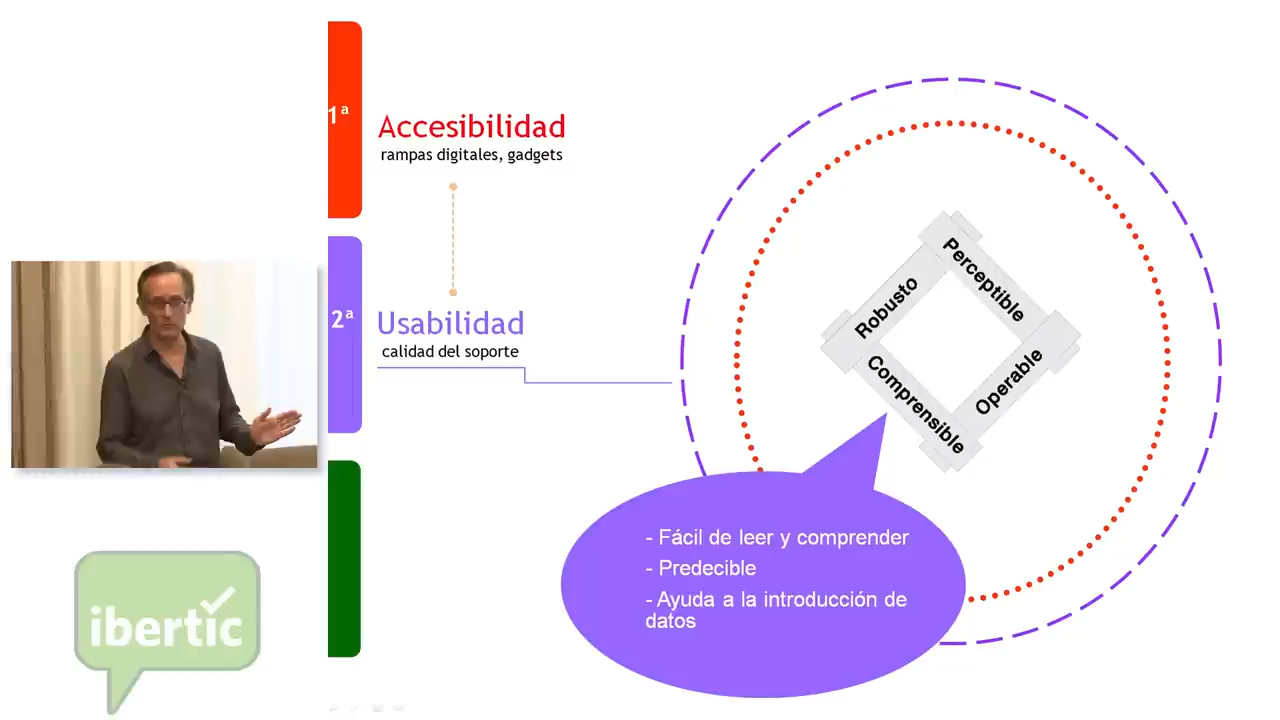 1ª
Accesibilidad
rampas digitales, gadgets
2ª
Usabilidad
calidad del soporte
Perceptible
Robusto
Operable
Comprensible
- Fácil de leer y comprender
- Predecible
- Ayuda a la introducción de
datos
ibertic